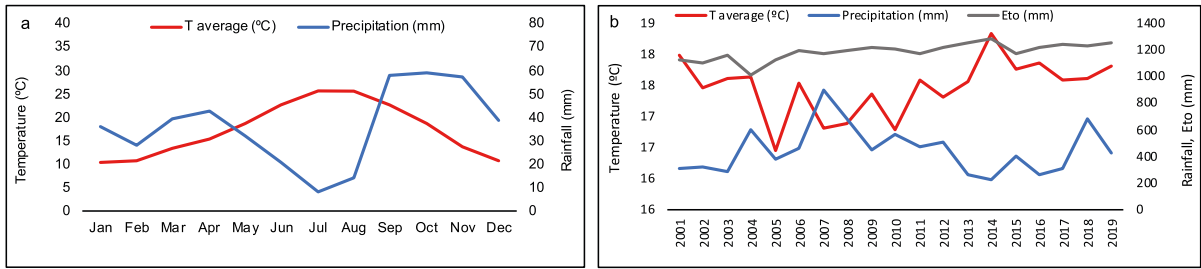 a
T average (ºC)
Precipitation (mm)
Temperature (ºC)
40
35
30
25
20
15
10
5
0
80
70
60
50
40
30
20
10
0
Rainfall (mm)
Jan Feb Mar Apr May Jun Jul Aug Sep Oct Nov Dec
b
T average (ºC)
Precipitation (mm)
Eto (mm)
Temperature (ºC)
19
18
18
17
17
16
16
1400
1200
1000
800
600
400
200
0
Rainfall, Eto (mm)
2001 2002 2003 2004 2005 2006 2007 2008 2009 2010 2011 2012 2013 2014 2015 2016 2017 2018 2019